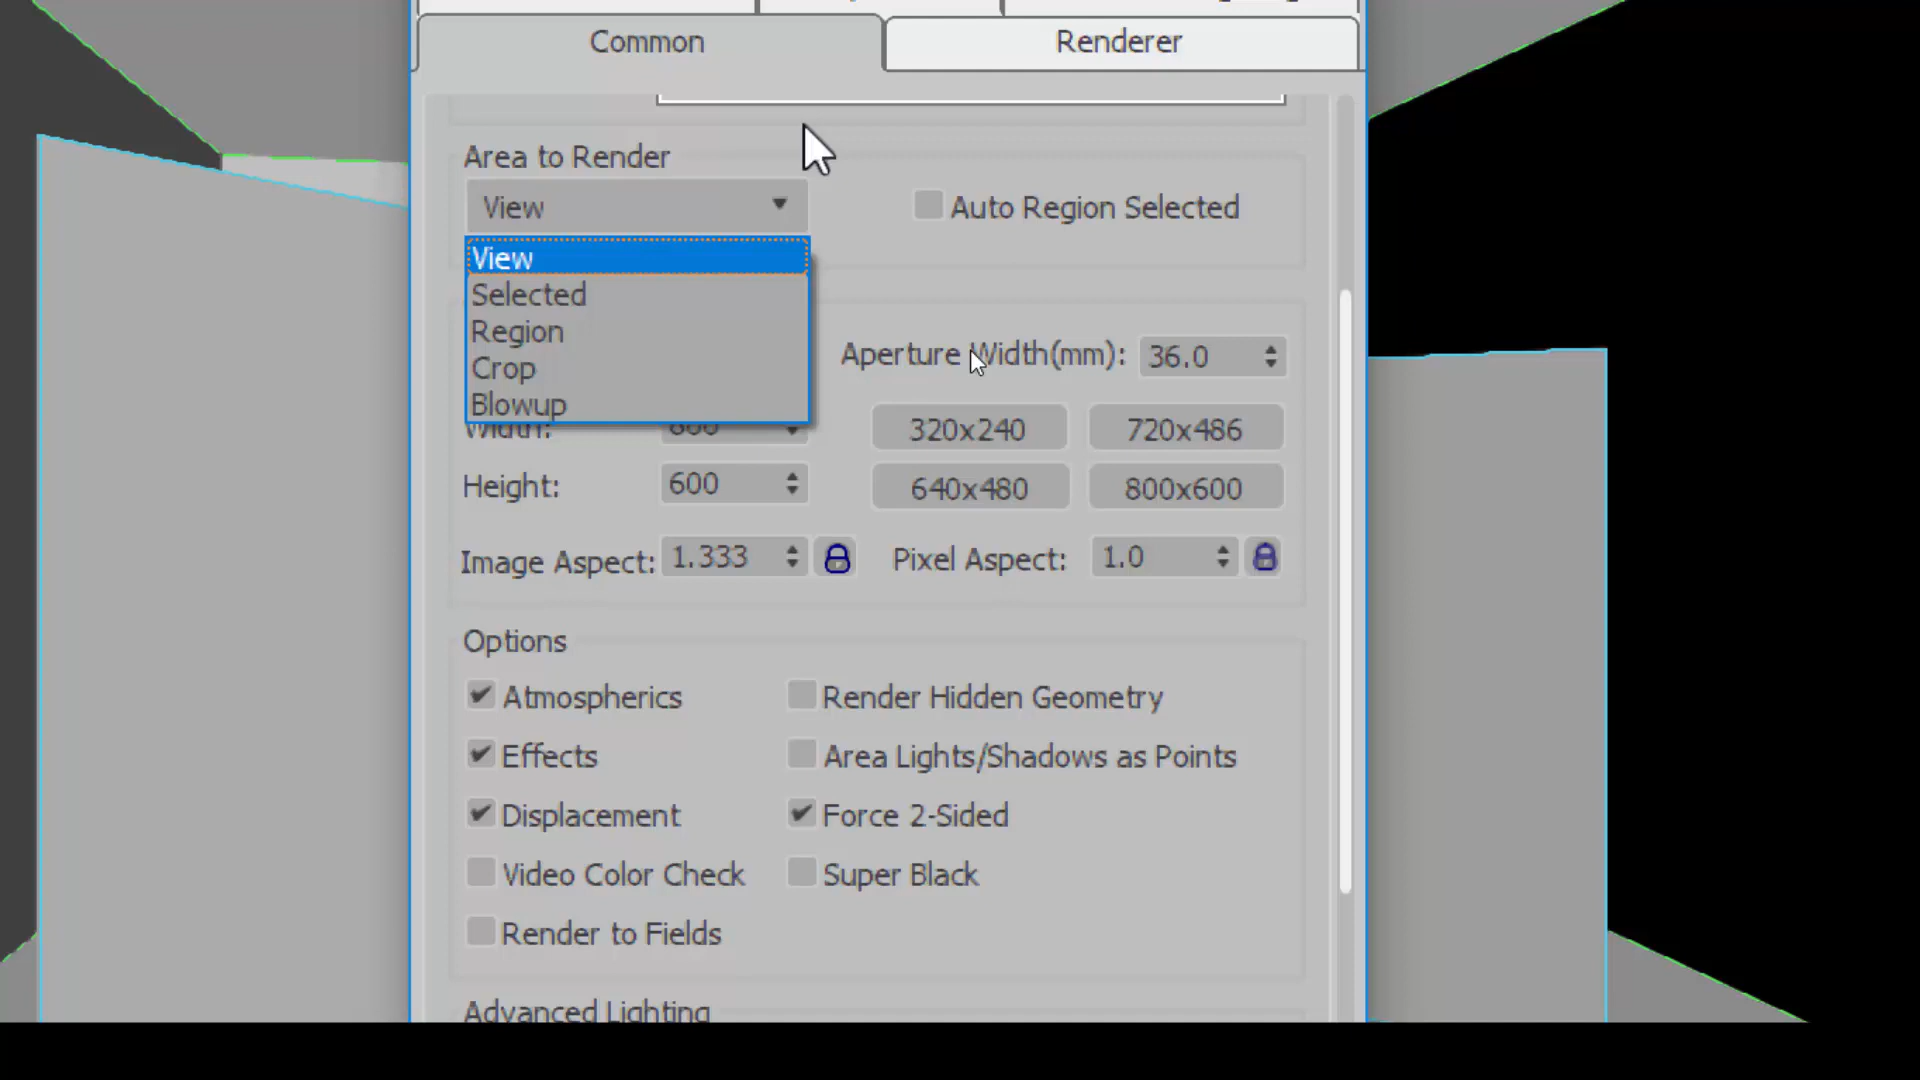 Common Renderer
Area to Render
View Auto Region Selected
View
Selected
Region
Crop
Blowup
Aperture Width(mm): 36.0
Width: 800 320x240 720x486
Height: 600 640x480 800x600
Image Aspect: 1.333 Pixel Aspect: 1.0
Options
Atmospherics Render Hidden Geometry
Effects Area Lights/Shadows as Points
Displacement Force 2-Sided
Video Color Check Super Black
Render to Fields
Advanced Lighting